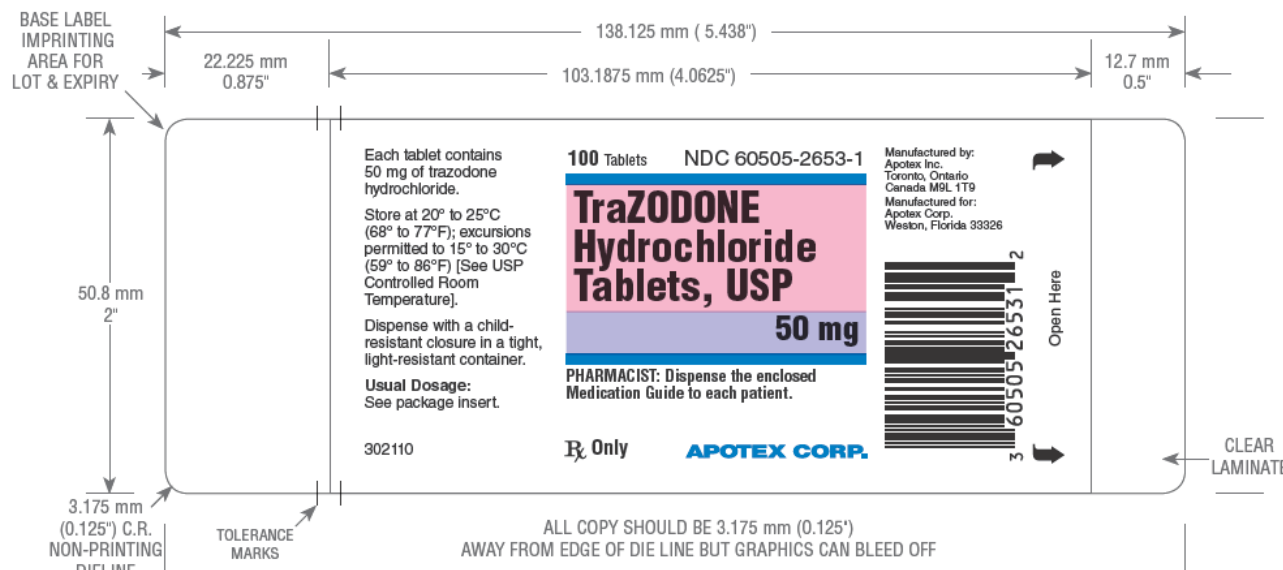 BASE LABEL
IMPRINTING
AREA FOR
LOT & EXPIRY
138.125 mm ( 5.438")
22.225 mm
0.875"
103.1875 mm (4.0625")
12.7 mm
0.5"
50.8 mm
2"
Each tablet contains
50 mg of trazodone
hydrochloride.
Store at 20° to 25°C
(68° to 77°F); excursions
permitted to 15° to 30°C
(59° to 86°F) [See USP
Controlled Room
Temperature].
Dispense with a child-
resistant closure in a tight,
light-resistant container.
Usual Dosage:
See package insert.
302110
100 Tablets NDC 60505-2653-1
TraZODONE
Hydrochloride
Tablets, USP
50 mg
PHARMACIST: Dispense the enclosed
Medication Guide to each patient.
Rx Only
APOTEX CORP.
Manufactured by:
Apotex Inc.
Toronto, Ontario
Canada M9L 1T9
Manufactured for:
Apotex Corp.
Weston, Florida 33326
3 60505 26531 2
Open Here
CLEAR
LAMINATE
3.175 mm
(0.125") C.R.
NON-PRINTING
DIELINE
TOLERANCE
MARKS
ALL COPY SHOULD BE 3.175 mm (0.125")
AWAY FROM EDGE OF DIE LINE BUT GRAPHICS CAN BLEED OFF